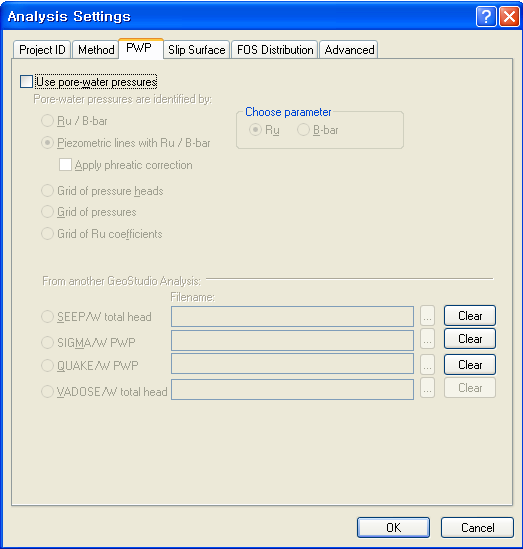 Analysis Settings
Project ID Method PWP Slip Surface FOS Distribution Advanced
Use pore-water pressures
Pore-water pressures are identified by:
Ru / B-bar
Choose parameter
Ru B-bar
Piezometric lines with Ru / B-bar
Apply phreatic correction
Grid of pressure heads
Grid of pressures
Grid of Ru coefficients
From another GeoStudio Analysis:
Filename:
SEEP/W total head ... Clear
SIGMA/W PWP ... Clear
QUAKE/W PWP ... Clear
VADOSE/W total head ... Clear
OK Cancel